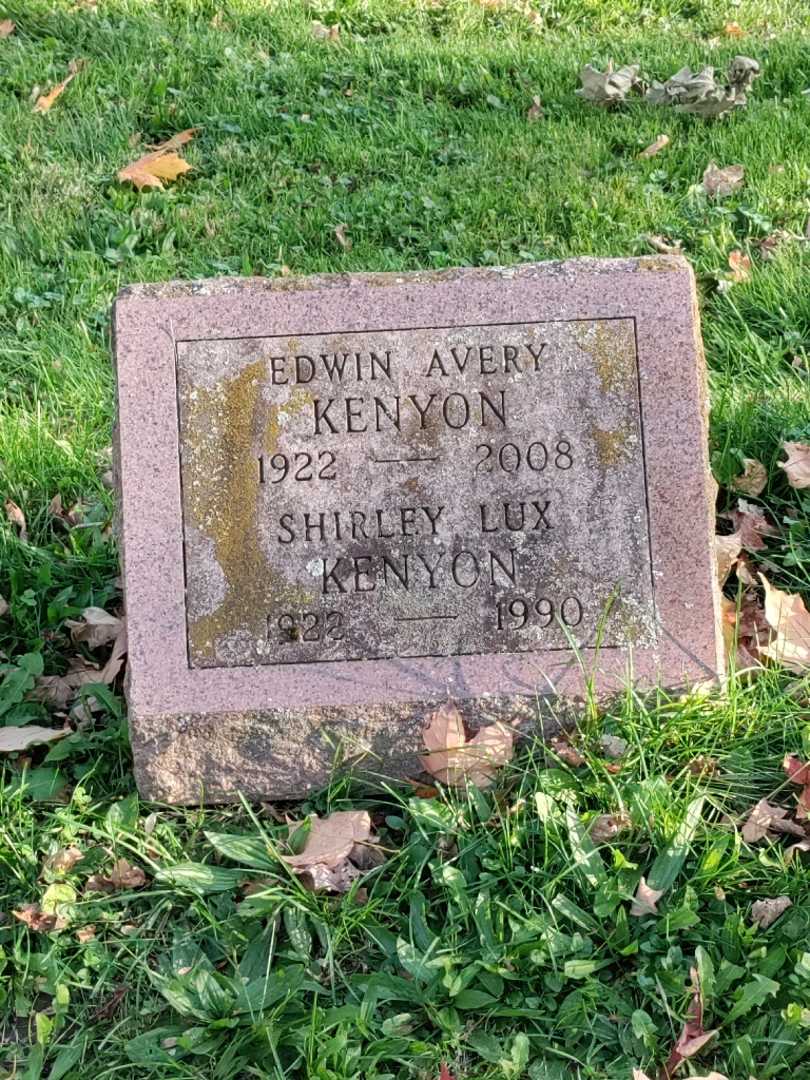 EDWIN AVERY
KENYON
1922 — 2008
SHIRLEY LUX
KENYON
1922 — 1990